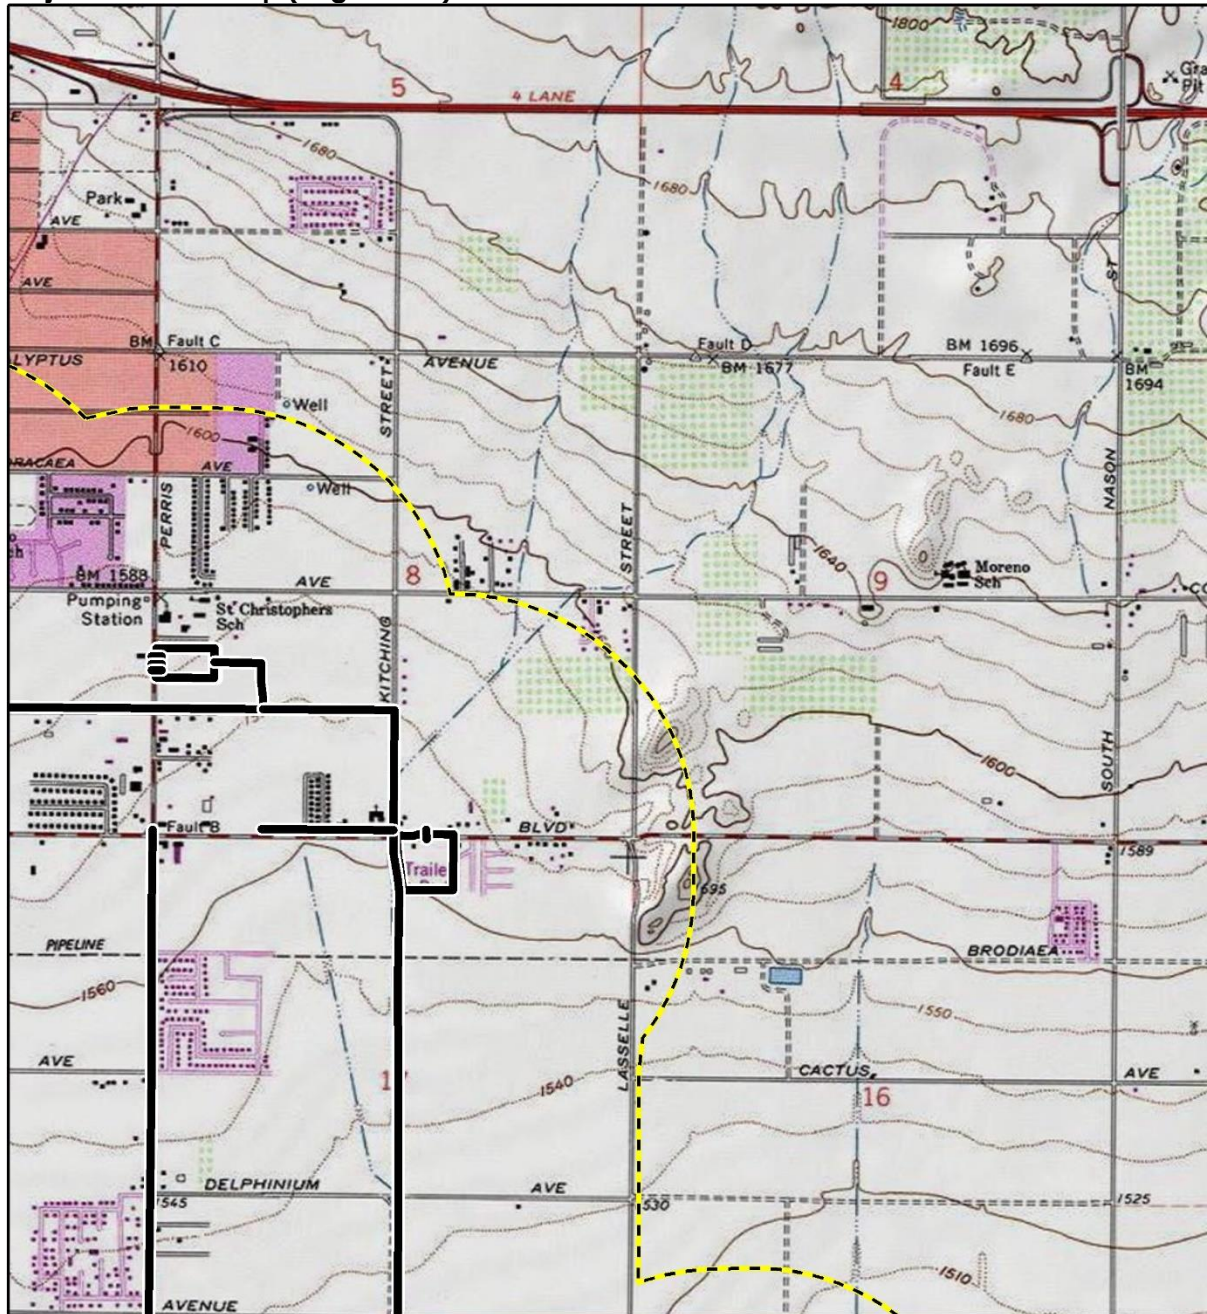 1800
5
4 LANE
4
Pit
1680
1680
Park
AVE
AVE
ST
BM
Fault C
Fault D
BM 1696
LYPTUS
1610
AVENUE
BM 1677
Fault E
BM
1694
Well
STREET
1680
1600
RACAEA
AVE
Well
PERRIS
STREET
NASON
1640
BM 1588
AVE
8
9
Moreno
Sch
Pumping
Station
St Christophers
Sch
KITCHING
1600
SOUTH
Fault B
BLVD
1589
Traile
695
PIPELINE
BRODIAEA
1560
1550
LASSELLE
AVE
CACTUS
AVE
1540
16
DELPHINIUM
AVE
1545
530
1525
1510
AVENUE